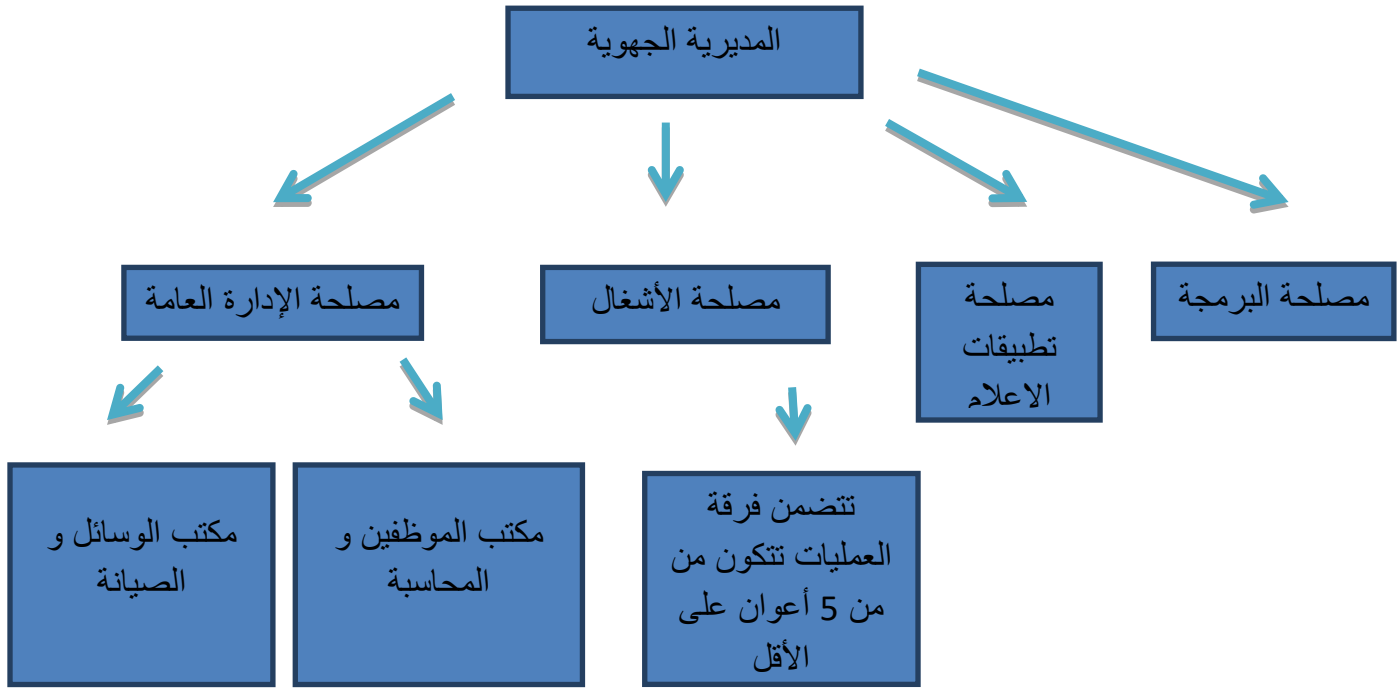 المديرية الجهوية
مصلحة البرمجة
مصلحة
تطبيقات
الاعلام
مصلحة الأشغال
مصلحة الإدارة العامة
تتضمن فرقة
العمليات تتكون من
من 5 أعوان على
الأقل
مكتب الموظفين و
المحاسبة
مكتب الوسائل و
الصيانة